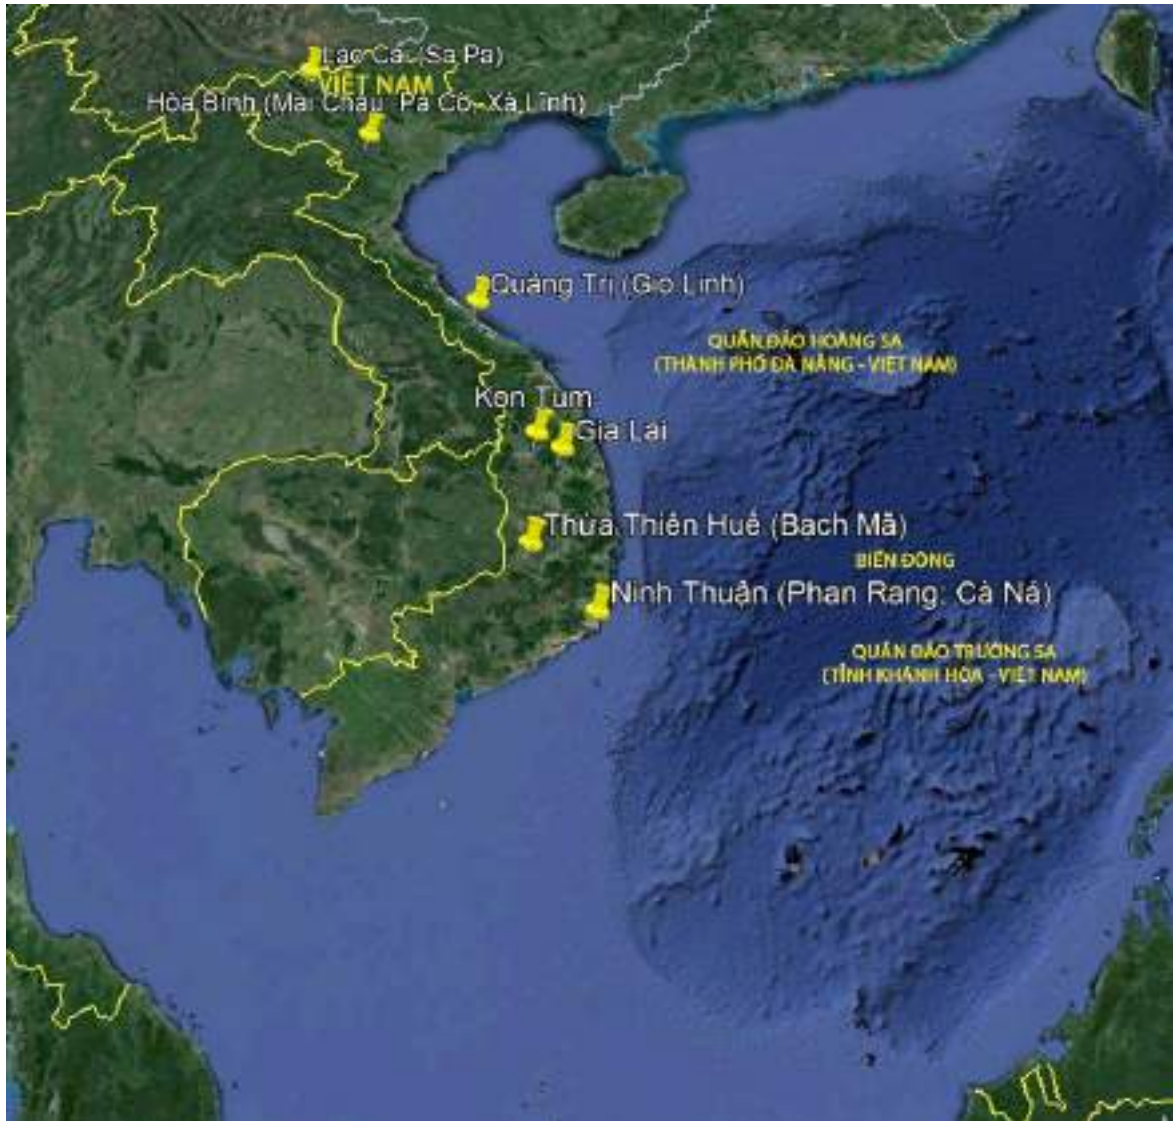 Lào Cai (Sa Pa)
VIỆT NAM
Hòa Bình (Mai Châu: Pà Cò- Xà Lĩnh)
Quảng Trị (Gio Linh)
QUẦN ĐẢO HOÀNG SA
(THÀNH PHỐ ĐÀ NẴNG - VIỆT NAM)
Kon Tum
Gia Lai
Thừa Thiên Huế (Bạch Mã)
BIỂN ĐÔNG
Ninh Thuận (Phan Rang; Cà Ná)
QUẦN ĐẢO TRƯỜNG SA
(TỈNH KHÁNH HÒA - VIỆT NAM)